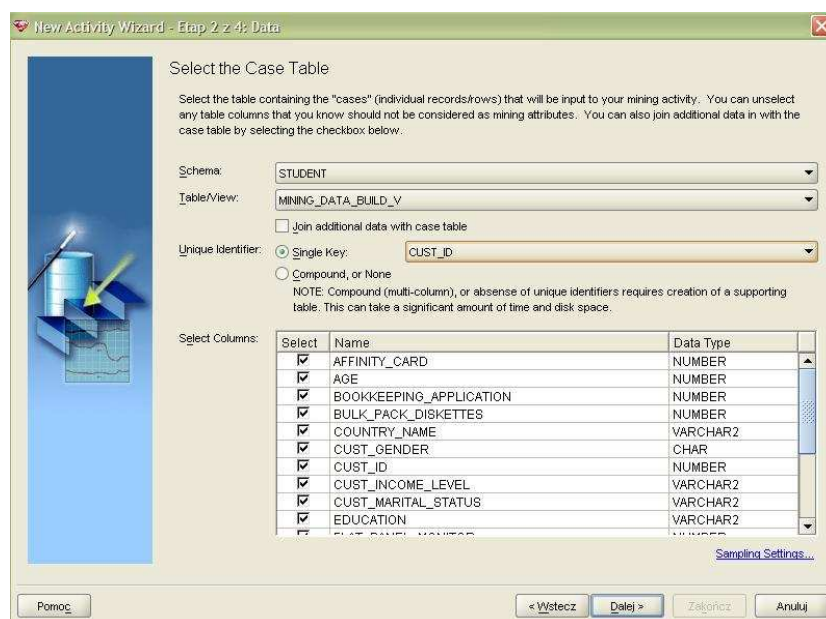 New Activity Wizard - Etap 2 z 4: Data
Select the Case Table
Select the table containing the "cases" (individual records/rows) that will be input to your mining activity. You can unselect
any table columns that you know should not be considered as mining attributes. You can also join additional data in with the
case table by selecting the checkbox below.
Schema: STUDENT
Table/View: MINING_DATA_BUILD_V
Join additional data with case table
Unique Identifier: Single Key: CUST_ID
Compound, or None
NOTE: Compound (multi-column), or absence of unique identifiers requires creation of a supporting
table. This can take a significant amount of time and disk space.
Select Columns: Select Name Data Type
AFFINITY_CARD NUMBER
AGE NUMBER
BOOKKEEPING_APPLICATION NUMBER
BULK_PACK_DISKETTES NUMBER
COUNTRY_NAME VARCHAR2
CUST_GENDER CHAR
CUST_ID NUMBER
CUST_INCOME_LEVEL VARCHAR2
CUST_MARITAL_STATUS VARCHAR2
EDUCATION VARCHAR2
Sampling Settings...
Pomoc < Wstecz Dalej > Zakończ Anuluj